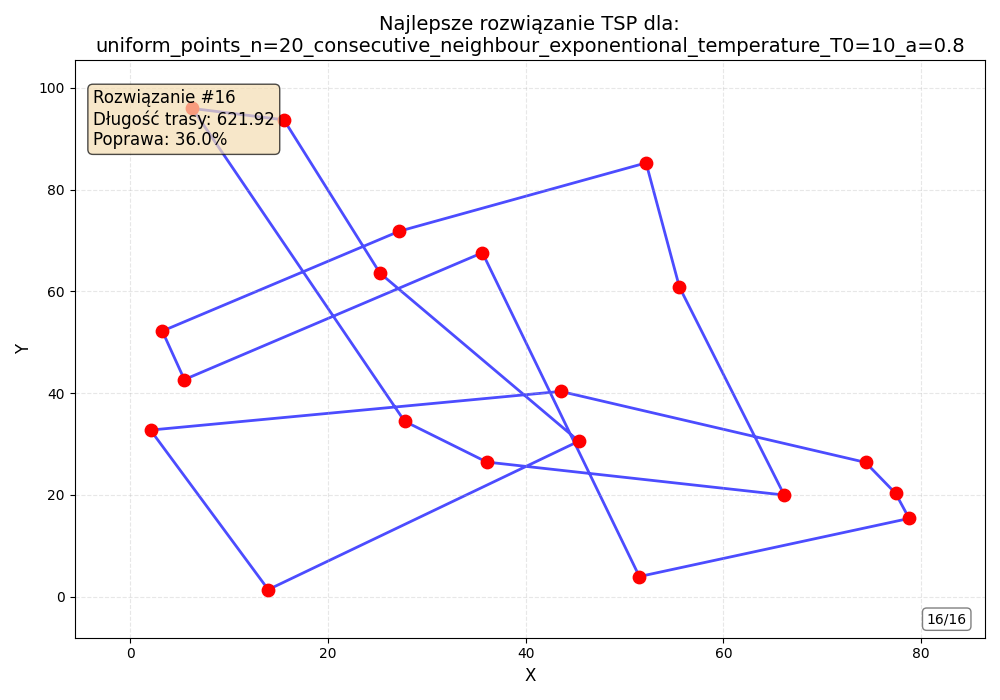 Najlepsze rozwiązanie TSP dla:
uniform_points_n=20_consecutive_neighbour_exponentional_temperature_T0=10_a=0.8
Rozwiązanie #16
Długość trasy: 621.92
Poprawa: 36.0%
100
80
60
40
20
0
Y
16/16
0
20
40
60
80
X